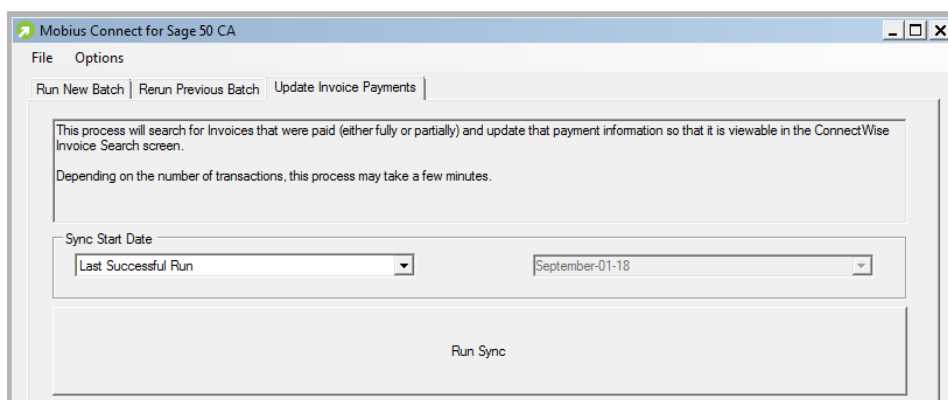 Mobius Connect for Sage 50 CA
File Options
Run New Batch Rerun Previous Batch Update Invoice Payments
This process will search for Invoices that were paid (either fully or partially) and update that payment information so that it is viewable in the ConnectWise
Invoice Search screen.
Depending on the number of transactions, this process may take a few minutes.
Sync Start Date
Last Successful Run September-01-18
Run Sync